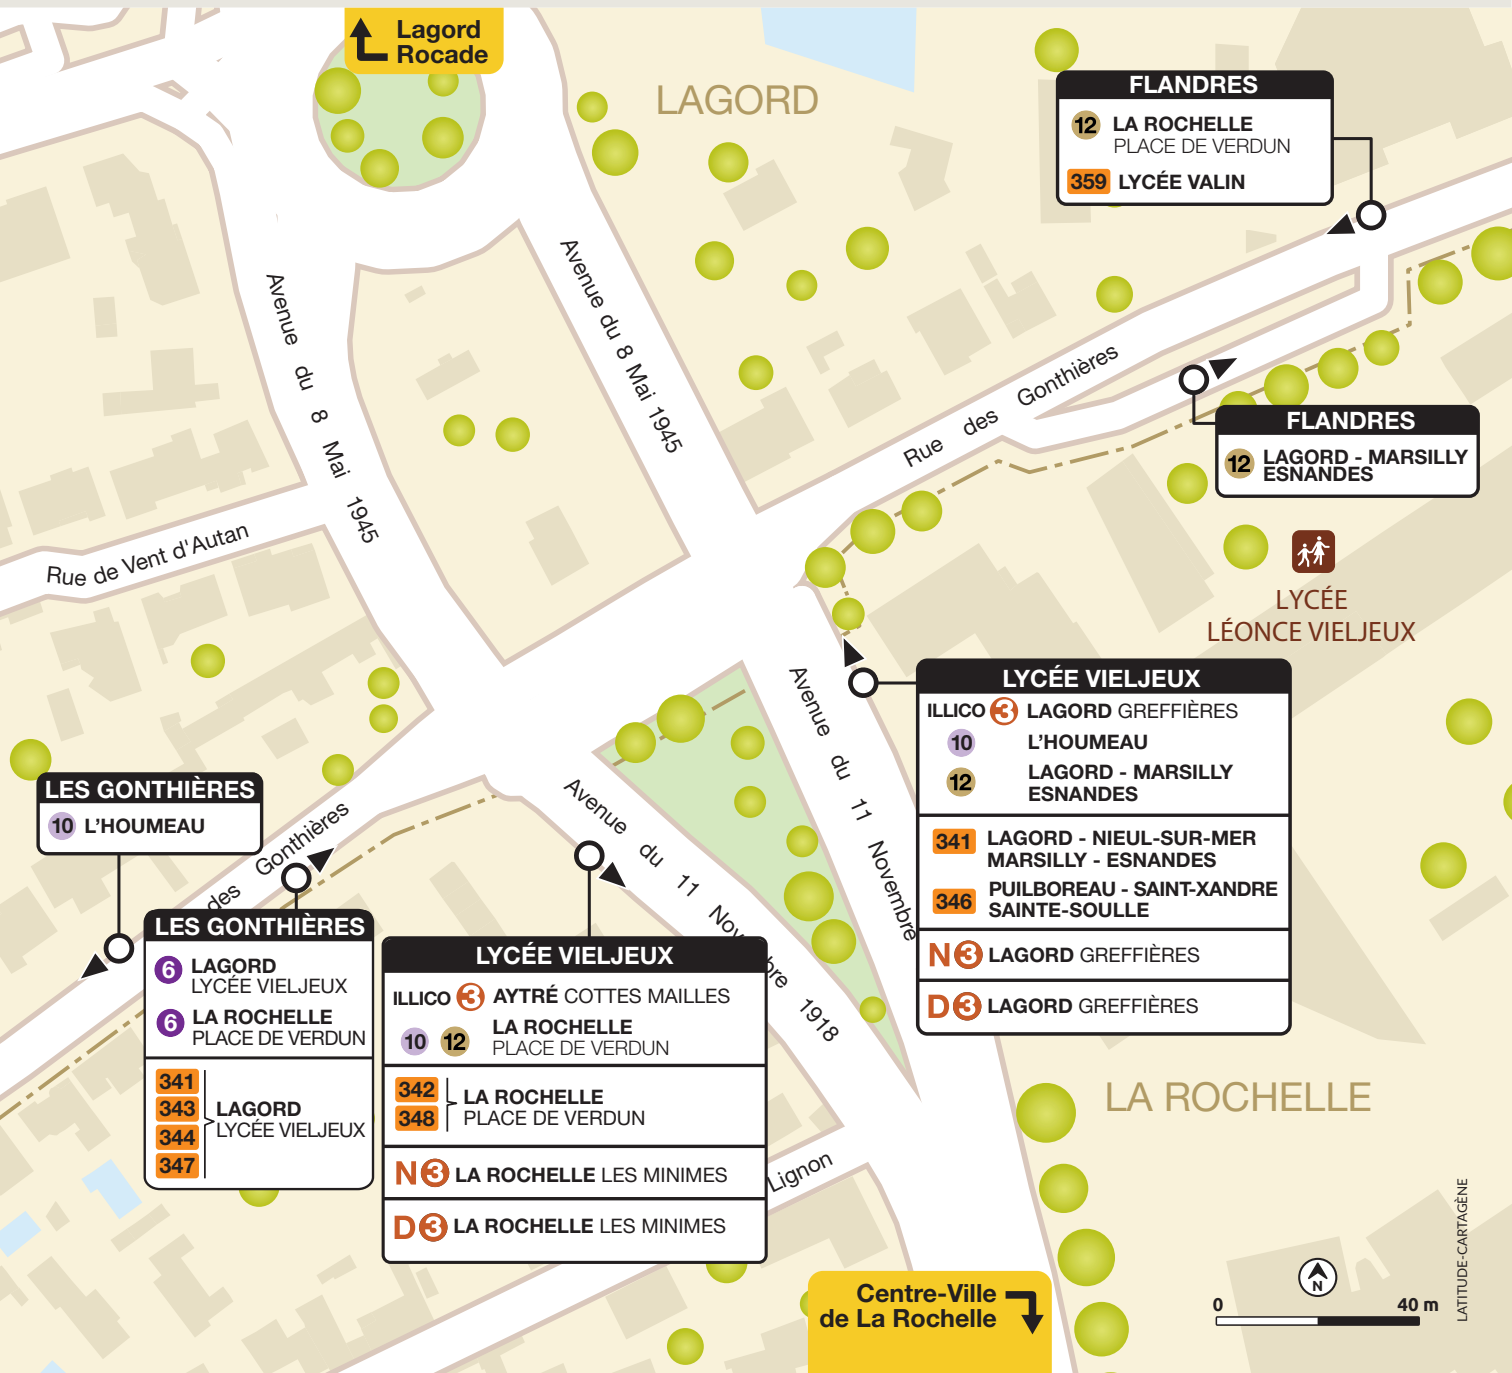 Lagord
Rocade
LAGORD
FLANDRES
12 LA ROCHELLE
PLACE DE VERDUN
359 LYCÉE VALIN
Avenue du 8 Mai 1945
Avenue du 8 Mai 1945
Rue des Gonthières
FLANDRES
12 LAGORD - MARSILLY
ESNANDES
Rue de Vent d'Autan
LYCÉE
LÉONCE VIELJEUX
LYCÉE VIELJEUX
ILLICO 3 LAGORD GREFFIÈRES
10 L'HOUMEAU
12 LAGORD - MARSILLY
ESNANDES
341 LAGORD - NIEUL-SUR-MER
MARSILLY - ESNANDES
346 PUILBOREAU - SAINT-XANDRE
SAINTE-SOULLE
N3 LAGORD GREFFIÈRES
D3 LAGORD GREFFIÈRES
Avenue du 11 Novembre
LES GONTHIÈRES
10 L'HOUMEAU
des Gonthières
Avenue du 11 Novembre 1918
LES GONTHIÈRES
6 LAGORD
LYCÉE VIELJEUX
6 LA ROCHELLE
PLACE DE VERDUN
341
343
344
347
LAGORD
LYCÉE VIELJEUX
LYCÉE VIELJEUX
ILLICO 3 AYTRÉ COTTES MAILLES
10 12 LA ROCHELLE
PLACE DE VERDUN
342
348
LA ROCHELLE
PLACE DE VERDUN
N3 LA ROCHELLE LES MINIMES
D3 LA ROCHELLE LES MINIMES
LA ROCHELLE
Lignon
Centre-Ville
de La Rochelle
N
0 40 m
LATITUDE-CARTAGÈNE